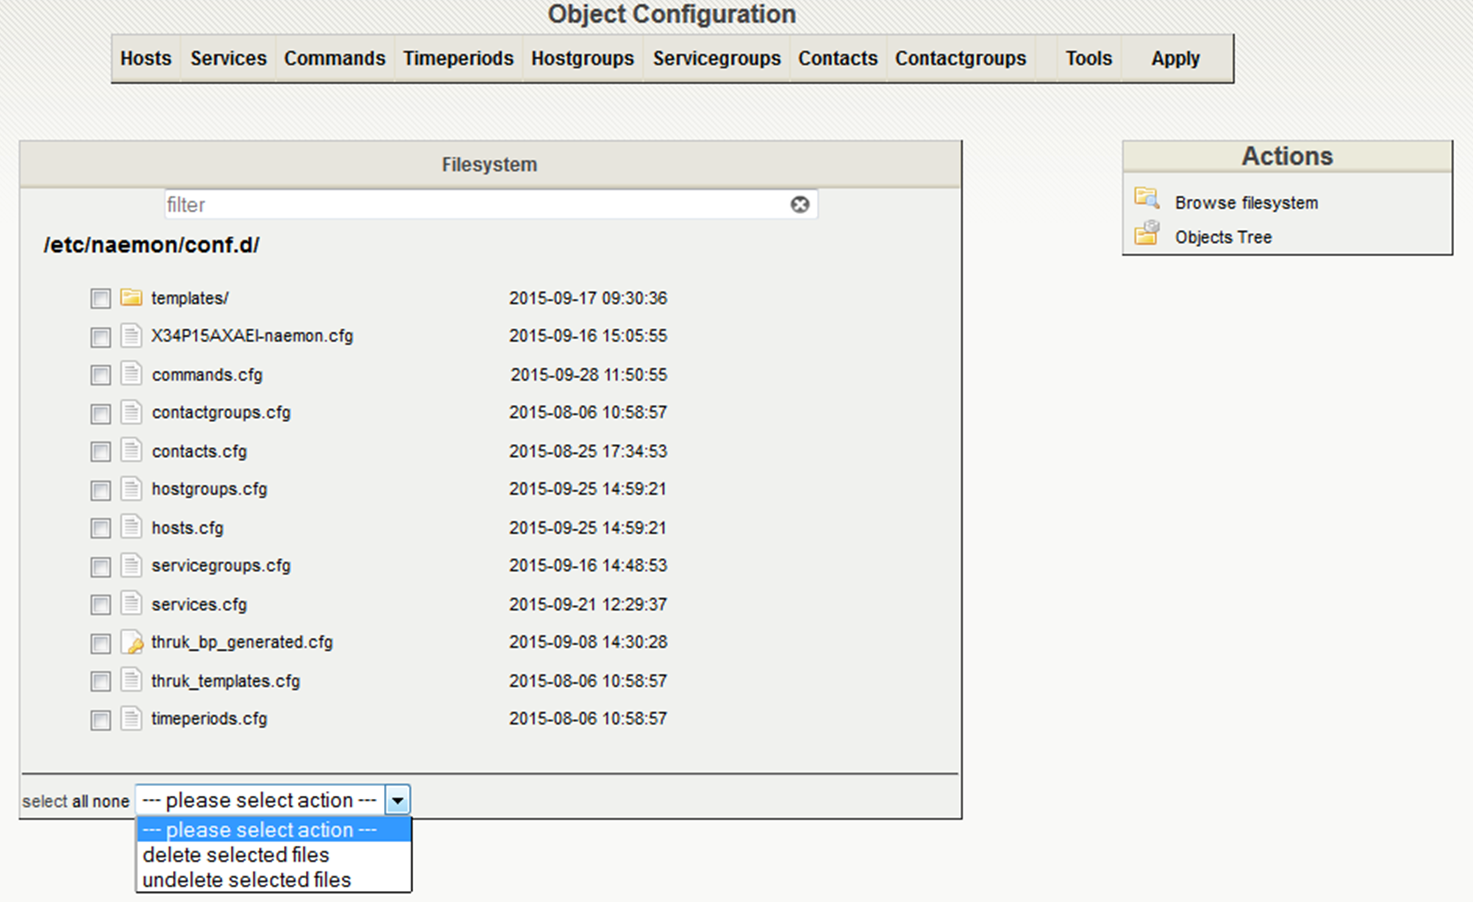 Object Configuration
Hosts Services Commands Timeperiods Hostgroups Servicegroups Contacts Contactgroups Tools Apply
Filesystem
filter
/etc/naemon/conf.d/
templates/ 2015-09-17 09:30:36
X34P15AXAEI-naemon.cfg 2015-09-16 15:05:55
commands.cfg 2015-09-28 11:50:55
contactgroups.cfg 2015-08-06 10:58:57
contacts.cfg 2015-08-25 17:34:53
hostgroups.cfg 2015-09-25 14:59:21
hosts.cfg 2015-09-25 14:59:21
servicegroups.cfg 2015-09-16 14:48:53
services.cfg 2015-09-21 12:29:37
thruk_bp_generated.cfg 2015-09-08 14:30:28
thruk_templates.cfg 2015-08-06 10:58:57
timeperiods.cfg 2015-08-06 10:58:57
select all none --- please select action ---
--- please select action ---
delete selected files
undelete selected files
Actions
Browse filesystem
Objects Tree